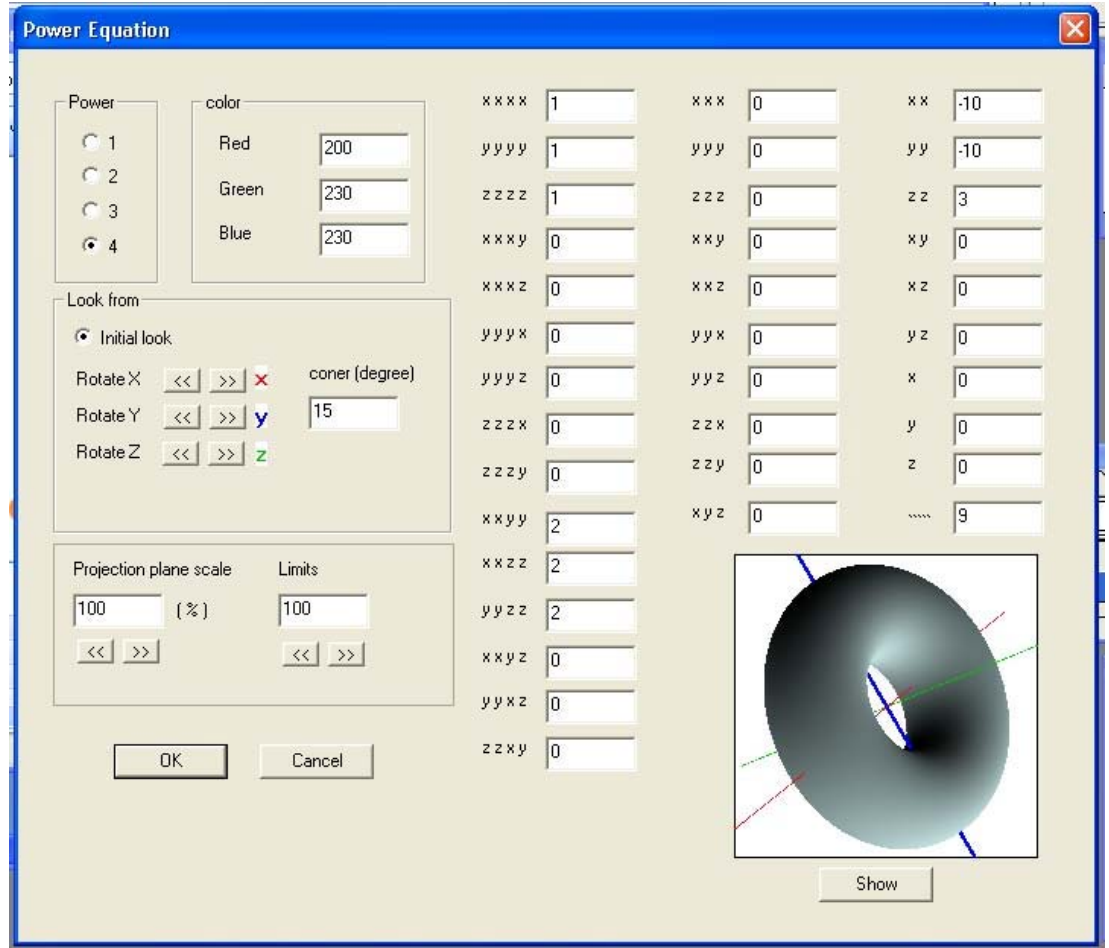 Power Equation
Power color xxxx 1 xxx 0 xx -10
1 Red 200 yyyy 1 yyy 0 yy -10
2 Green 230 zzzz 1 zzz 0 zz 3
3 Blue 230 xxxy 0 xxy 0 xy 0
4
Look from xxxz 0 xxz 0 xz 0
Initial look yyyx 0 yyx 0 yz 0
Rotate X << >> x coner (degree) yyyz 0 yyz 0 x 0
Rotate Y << >> y 15 zzzx 0 zzx 0 y 0
Rotate Z << >> z zzzy 0 zzy 0 z 0
xxyy 2 xyz 0 ````` 9
Projection plane scale Limits xxzz 2
100 (%) 100 yyzz 2
<< >> << >> xxyz 0
yyxz 0
OK Cancel zzxy 0
Show